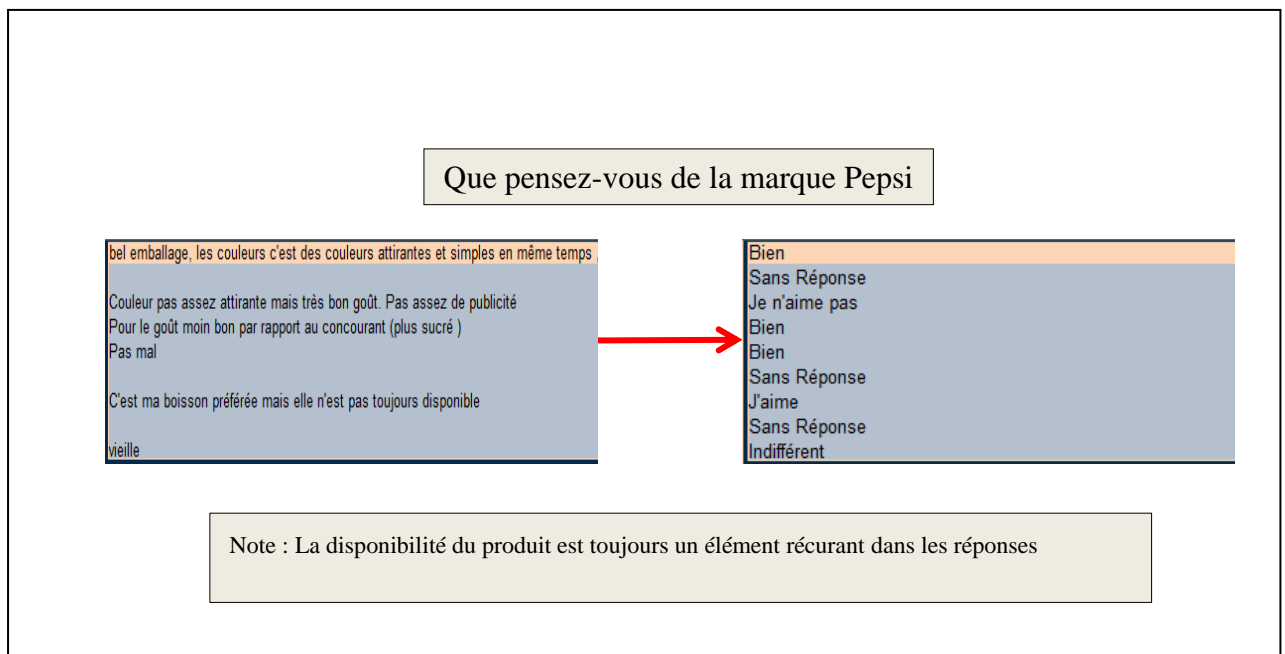 Que pensez-vous de la marque Pepsi
bel emballage, les couleurs c'est des couleurs attirantes et simples en même temps ,
Couleur pas assez attirante mais très bon goût. Pas assez de publicité
Pour le goût moin bon par rapport au concourant (plus sucré )
Pas mal
C'est ma boisson préférée mais elle n'est pas toujours disponible
vieille
Bien
Sans Réponse
Je n'aime pas
Bien
Bien
Sans Réponse
J'aime
Sans Réponse
Indifférent
Note : La disponibilité du produit est toujours un élément récurant dans les réponses